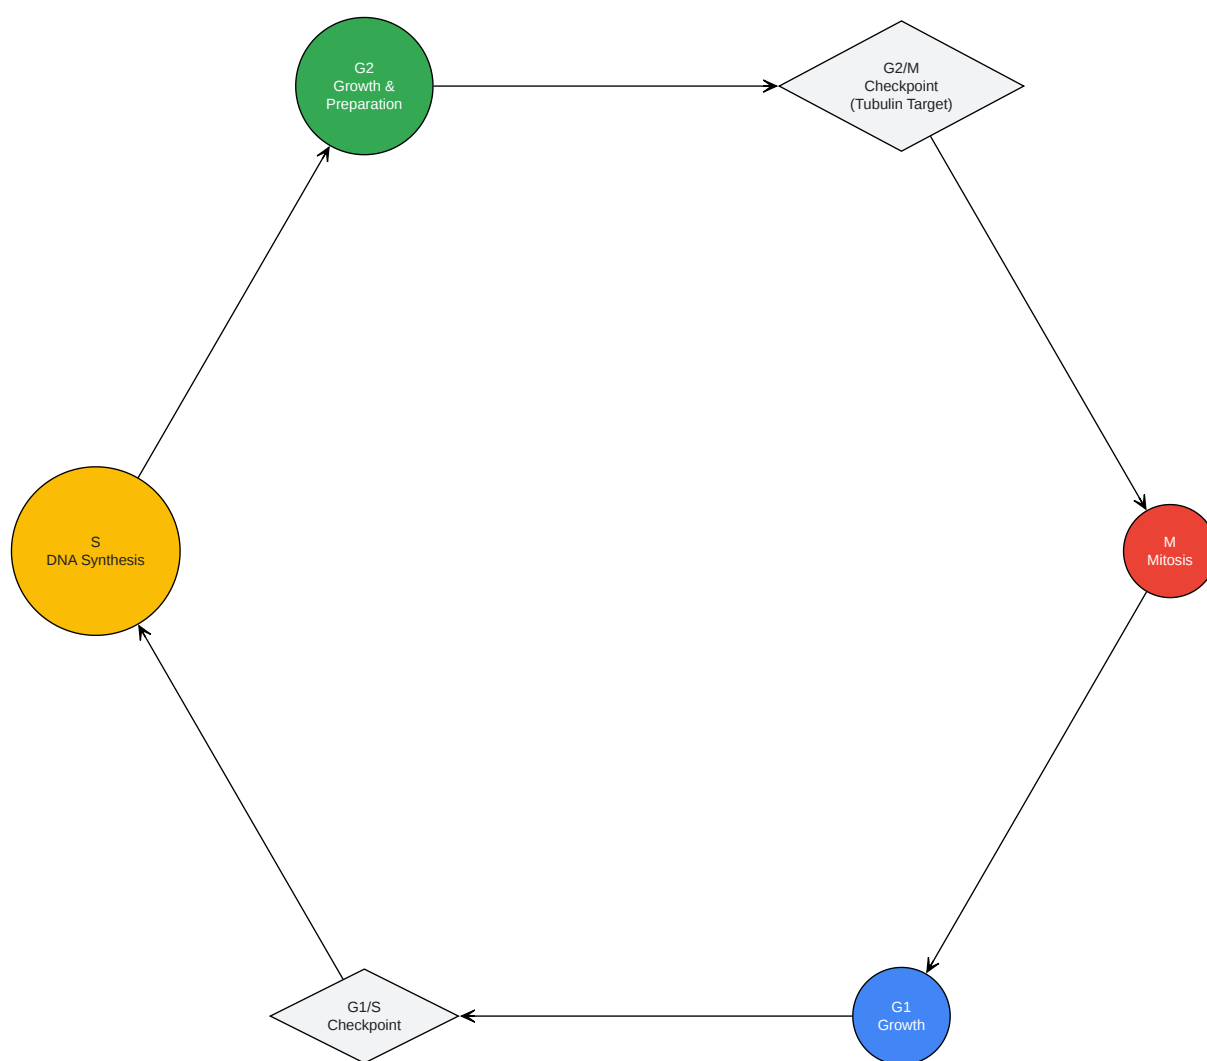 G2
Growth &
Preparation
G2/M
Checkpoint
(Tubulin Target)
S
DNA Synthesis
M
Mitosis
G1/S
Checkpoint
G1
Growth